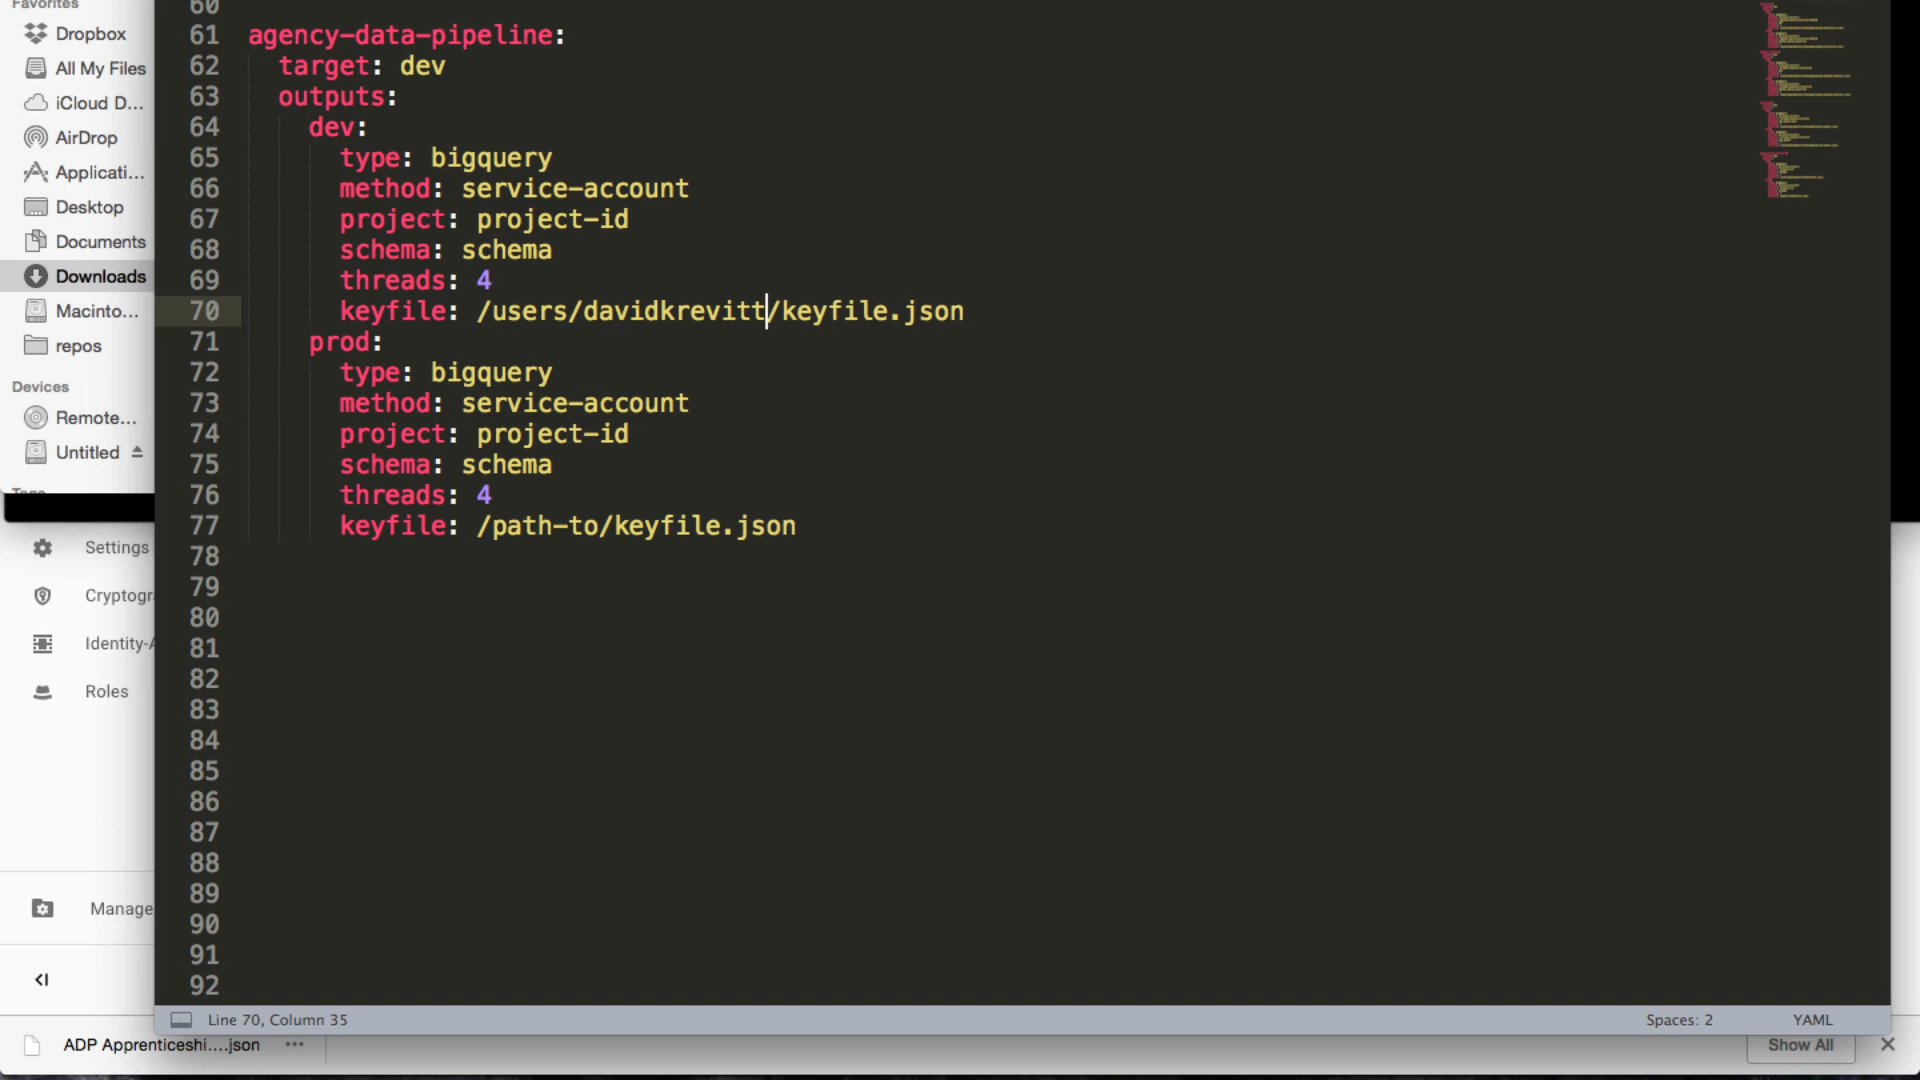 Favorites
Dropbox
All My Files
iCloud D...
AirDrop
Applicati...
Desktop
Documents
Downloads
Macinto...
repos
Devices
Remote...
Untitled
Tags
Settings
Cryptogr
Identity-A
Roles
Manage
60
61 agency-data-pipeline:
62 target: dev
63 outputs:
64 dev:
65 type: bigquery
66 method: service-account
67 project: project-id
68 schema: schema
69 threads: 4
70 keyfile: /users/davidkrevitt/keyfile.json
71 prod:
72 type: bigquery
73 method: service-account
74 project: project-id
75 schema: schema
76 threads: 4
77 keyfile: /path-to/keyfile.json
78
79
80
81
82
83
84
85
86
87
88
89
90
91
92
Line 70, Column 35 Spaces: 2 YAML
ADP Apprenticeshi....json Show All